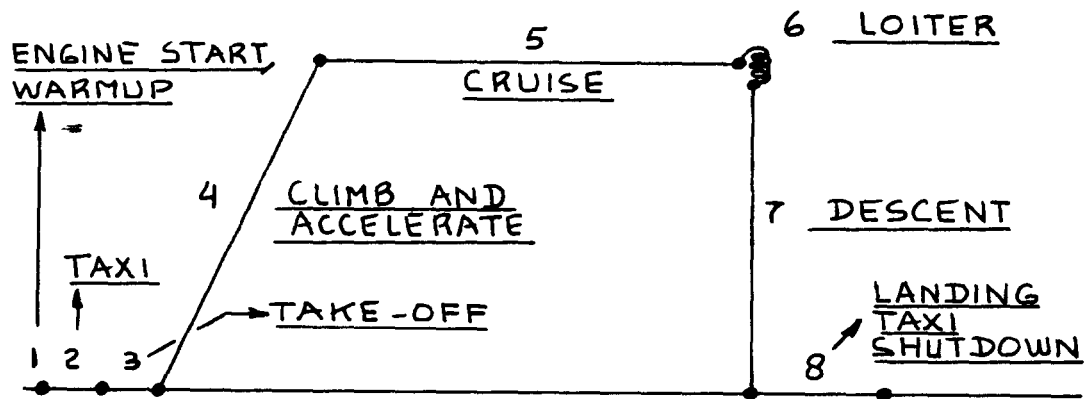 5
6 LOITER
ENGINE START,
WARMUP
CRUISE
4
CLIMB AND
ACCELERATE
7 DESCENT
TAXI
TAKE-OFF
LANDING
TAXI
SHUTDOWN
1 2 3
8